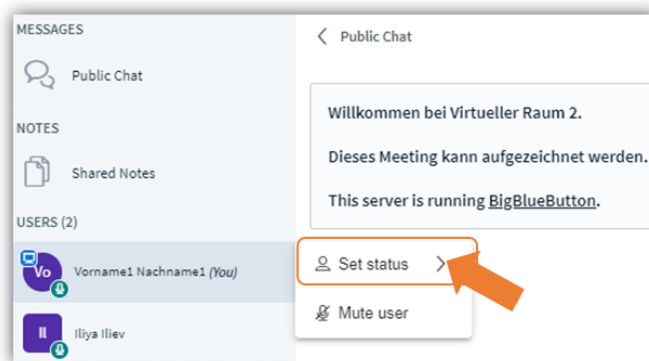 MESSAGES
Public Chat
NOTES
Shared Notes
USERS (2)
Vo
Vorname1 Nachname1 (You)
Il
Iliya Iliev
Public Chat
Willkommen bei Virtueller Raum 2.
Dieses Meeting kann aufgezeichnet werden.
This server is running BigBlueButton.
Set status
Mute user